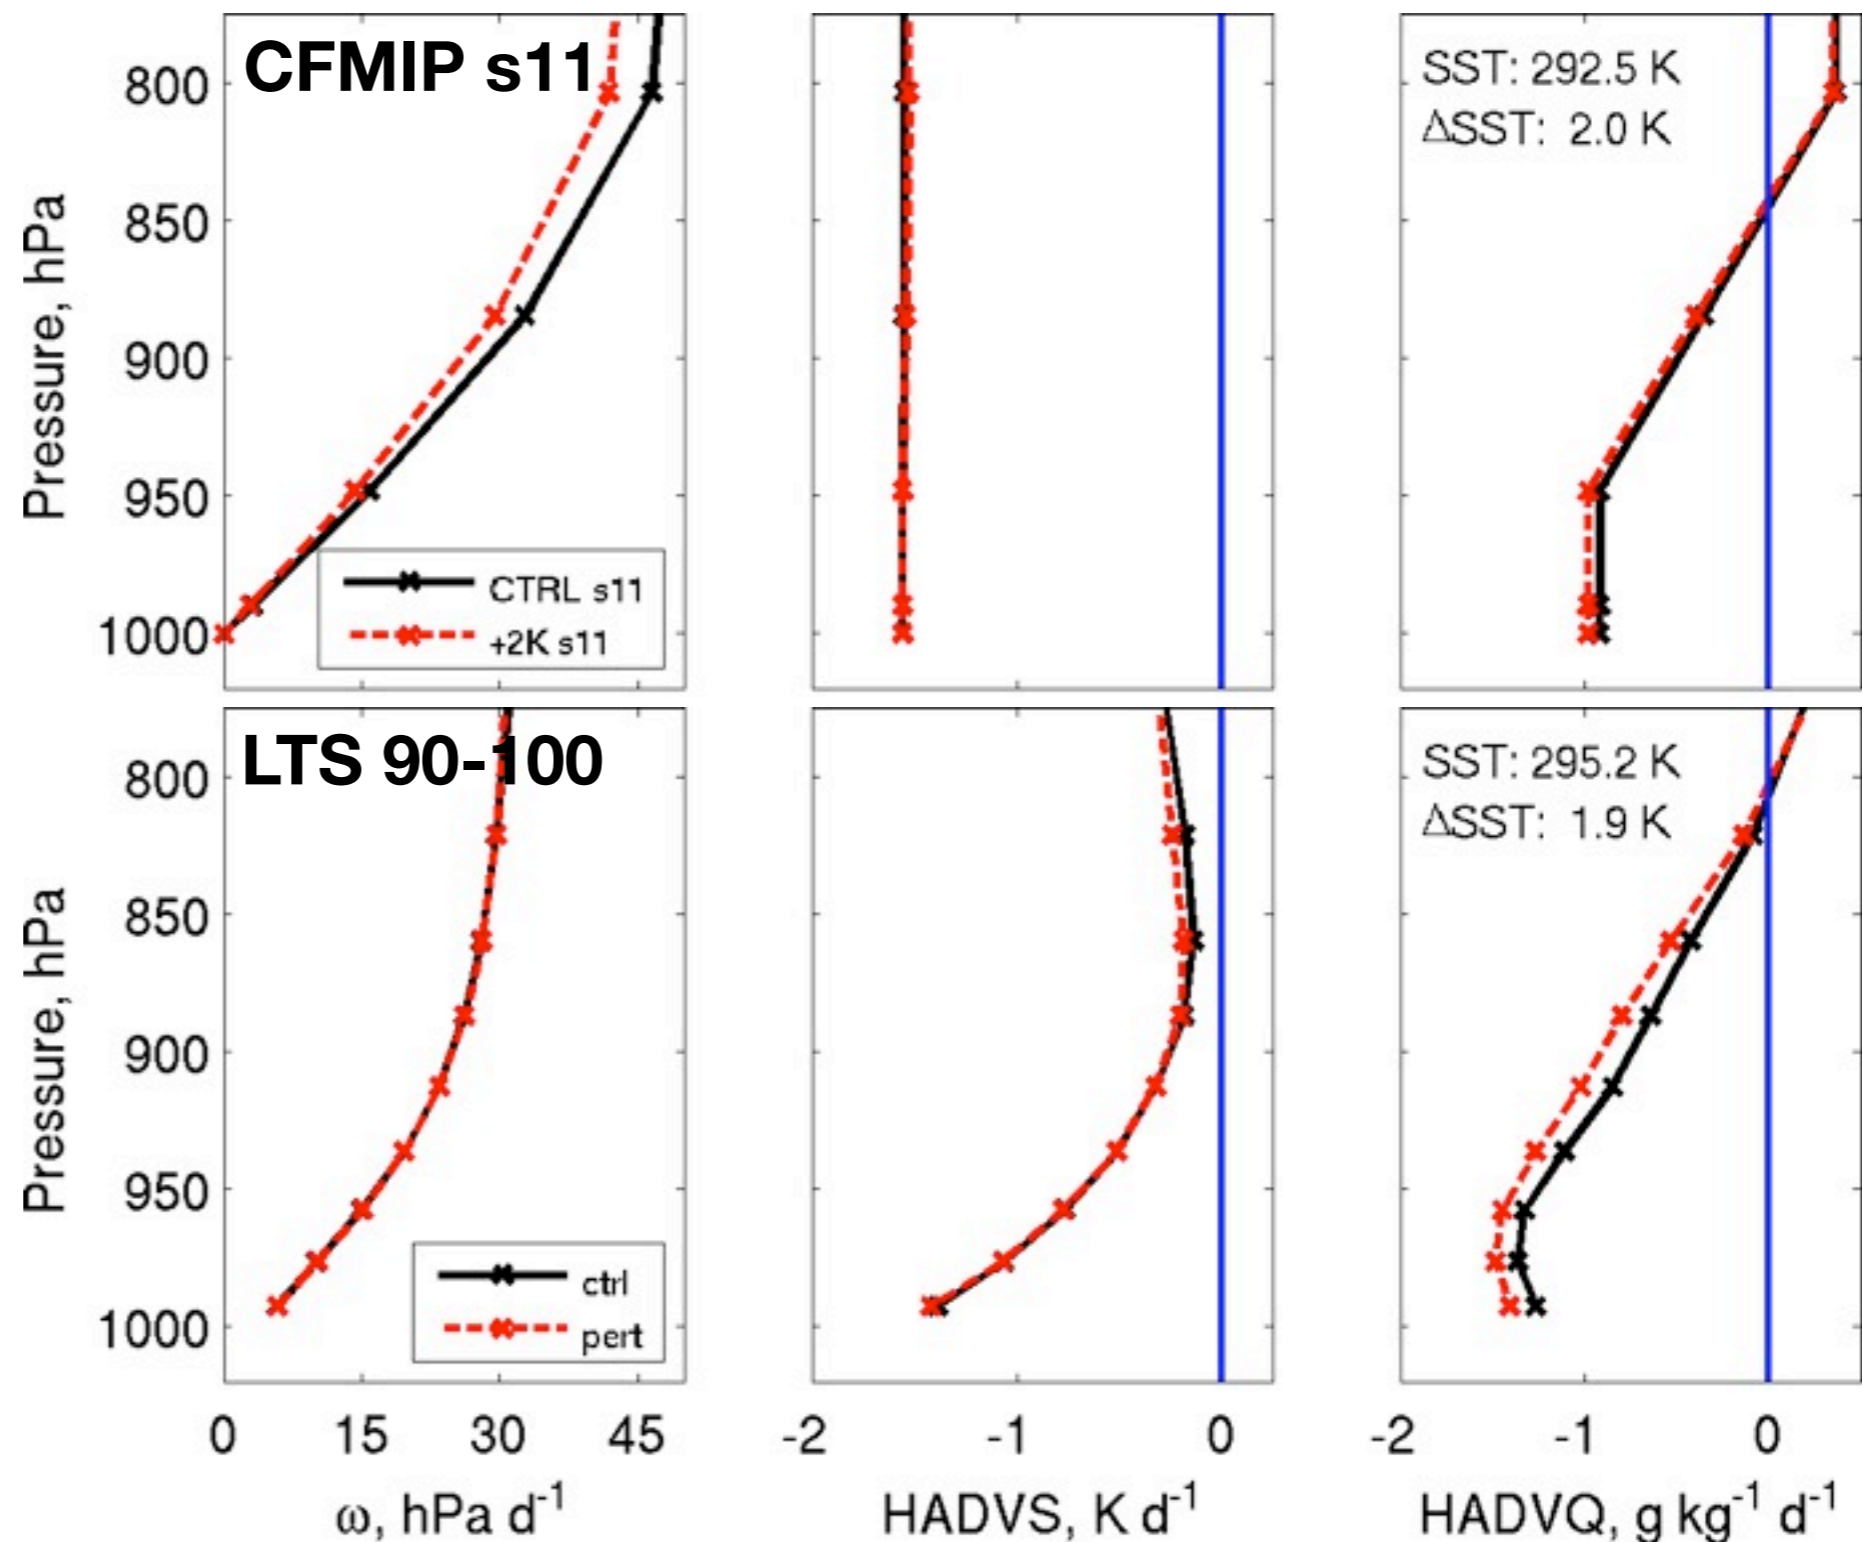 CFMIP s11
SST: 292.5 K
ΔSST: 2.0 K
800
850
900
950
1000
Pressure, hPa
CTRL s11
+2K s11
LTS 90-100
SST: 295.2 K
ΔSST: 1.9 K
800
850
900
950
1000
Pressure, hPa
ctrl
pert
0 15 30 45
-2 -1 0
-2 -1 0
ω, hPa d⁻¹
HADVS, K d⁻¹
HADVQ, g kg⁻¹ d⁻¹